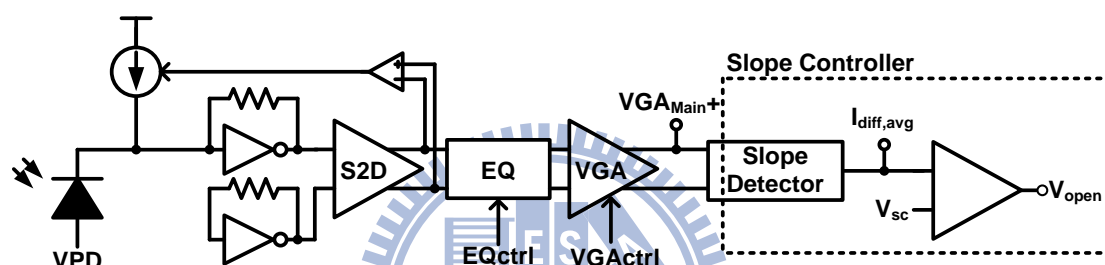 Slope Controller
VGAMain+
Idiff,avg
S2D
EQ
VGA
Slope
Detector
Vsc
Vopen
VPD
EQctrl
VGActrl